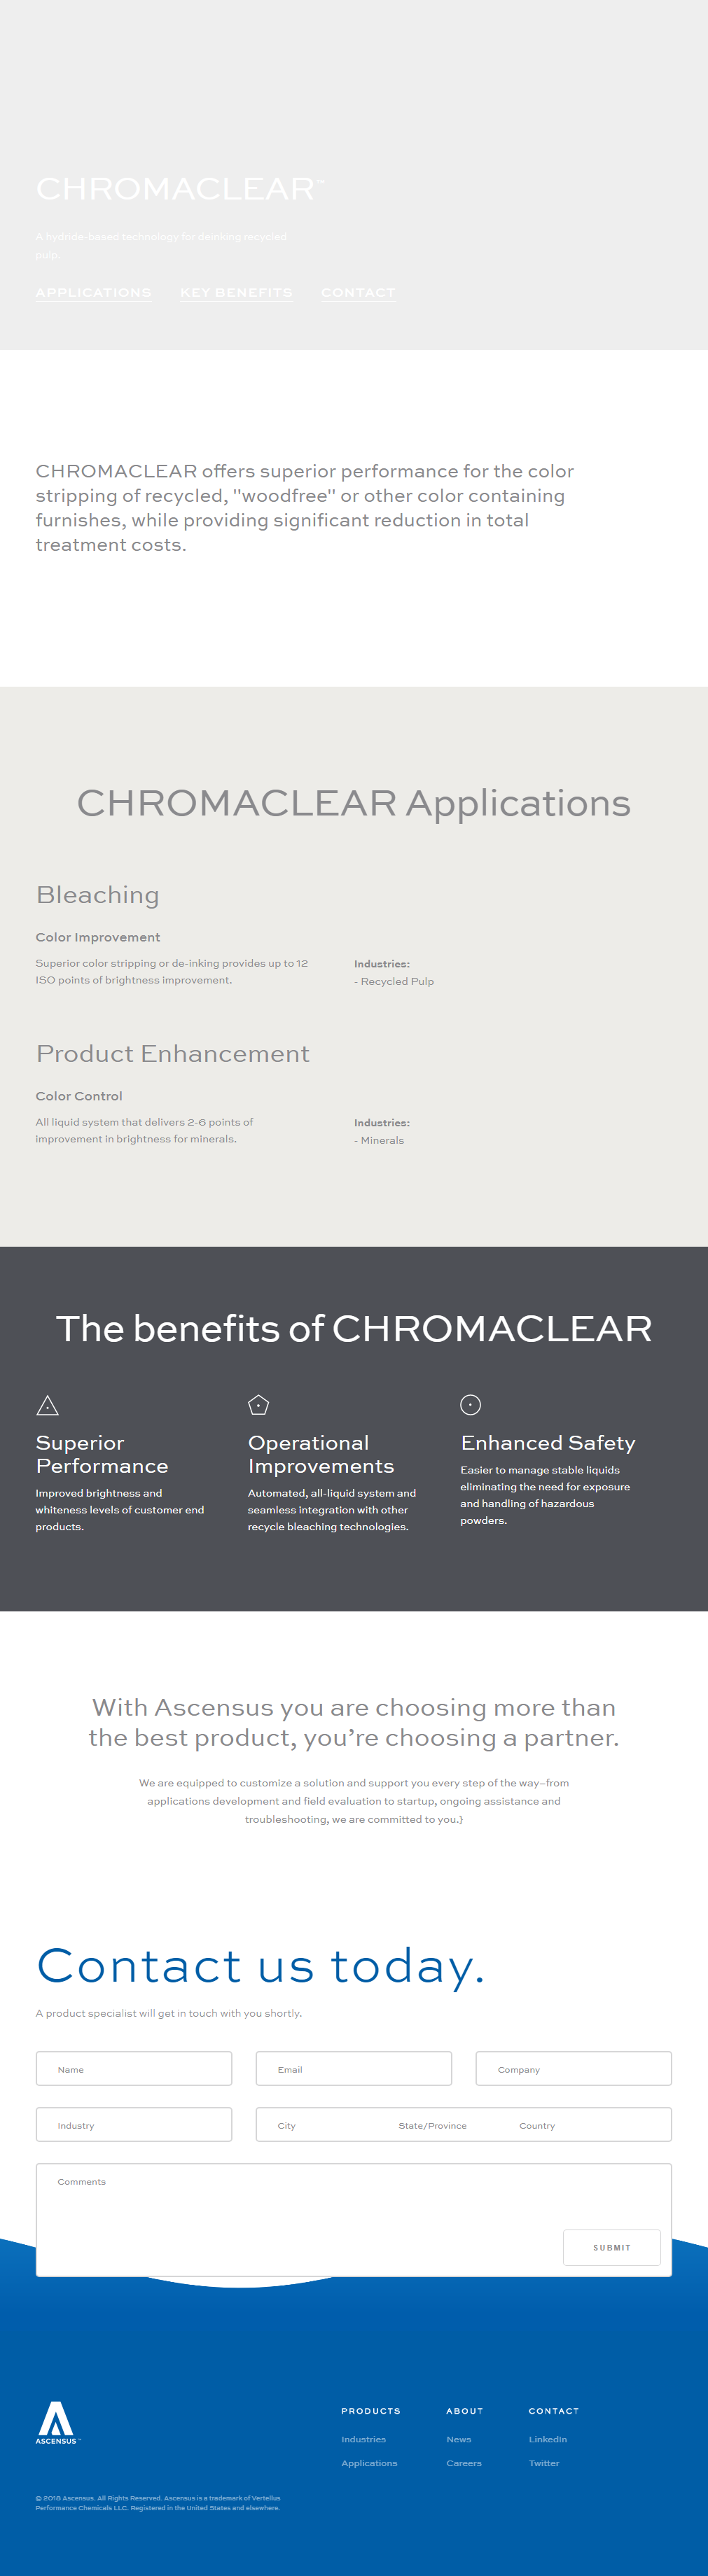 CHROMACLEAR™
A hydride-based technology for deinking recycled
pulp.
APPLICATIONS KEY BENEFITS CONTACT
CHROMACLEAR offers superior performance for the color
stripping of recycled, "woodfree" or other color containing
furnishes, while providing significant reduction in total
treatment costs.
CHROMACLEAR Applications
Bleaching
Color Improvement
Superior color stripping or de-inking provides up to 12
ISO points of brightness improvement.
Industries:
- Recycled Pulp
Product Enhancement
Color Control
All liquid system that delivers 2-6 points of
improvement in brightness for minerals.
Industries:
- Minerals
The benefits of CHROMACLEAR
Superior
Performance
Improved brightness and
whiteness levels of customer end
products.
Operational
Improvements
Automated, all-liquid system and
seamless integration with other
recycle bleaching technologies.
Enhanced Safety
Easier to manage stable liquids
eliminating the need for exposure
and handling of hazardous
powders.
With Ascensus you are choosing more than
the best product, you’re choosing a partner.
We are equipped to customize a solution and support you every step of the way–from
applications development and field evaluation to startup, ongoing assistance and
troubleshooting, we are committed to you.}
Contact us today.
A product specialist will get in touch with you shortly.
Name Email Company
Industry City State/Province Country
Comments
SUBMIT
ASCENSUS™
PRODUCTS
Industries
Applications
ABOUT
News
Careers
CONTACT
LinkedIn
Twitter
© 2018 Ascensus. All Rights Reserved. Ascensus is a trademark of Vertellus
Performance Chemicals LLC. Registered in the United States and elsewhere.